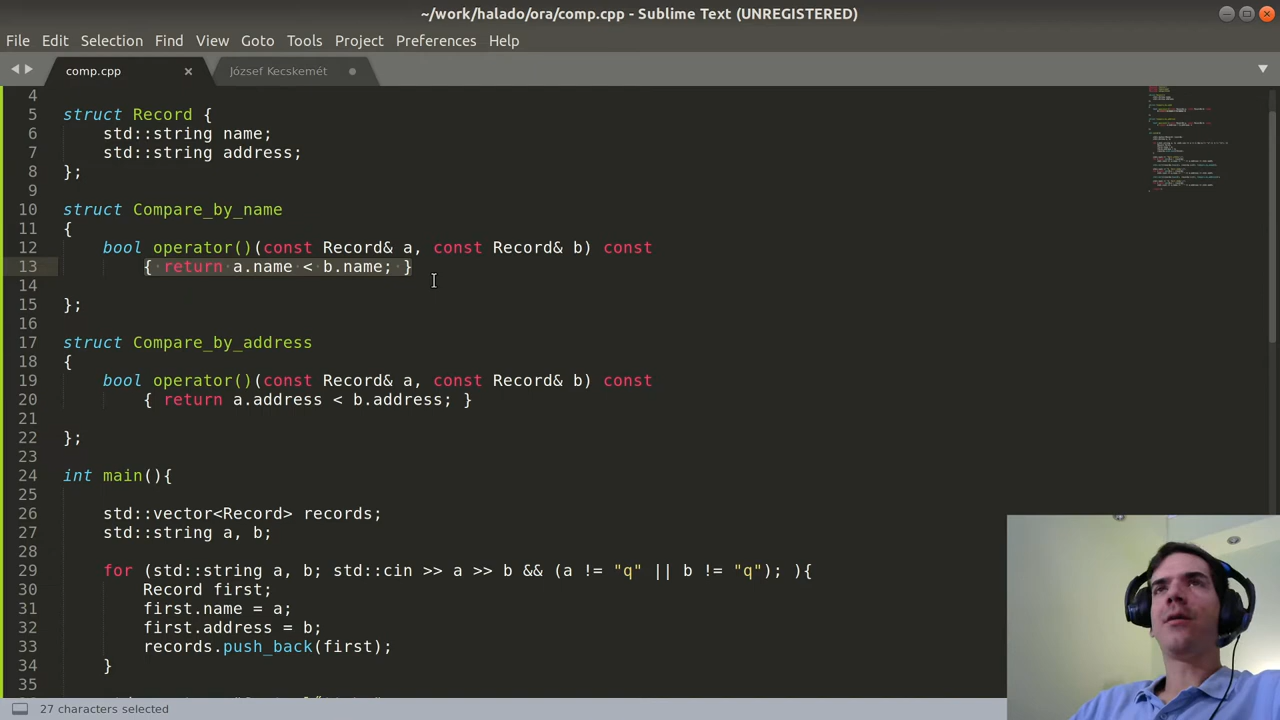 ~/work/halado/ora/comp.cpp - Sublime Text (UNREGISTERED)
File Edit Selection Find View Goto Tools Project Preferences Help
comp.cpp József Kecskemét
4
5 struct Record {
6 std::string name;
7 std::string address;
8 };
9
10 struct Compare_by_name
11 {
12 bool operator()(const Record& a, const Record& b) const
13 { return a.name < b.name; }
14
15 };
16
17 struct Compare_by_address
18 {
19 bool operator()(const Record& a, const Record& b) const
20 { return a.address < b.address; }
21
22 };
23
24 int main(){
25
26 std::vector<Record> records;
27 std::string a, b;
28
29 for (std::string a, b; std::cin >> a >> b && (a != "q" || b != "q"); ){
30 Record first;
31 first.name = a;
32 first.address = b;
33 records.push_back(first);
34 }
35
27 characters selected